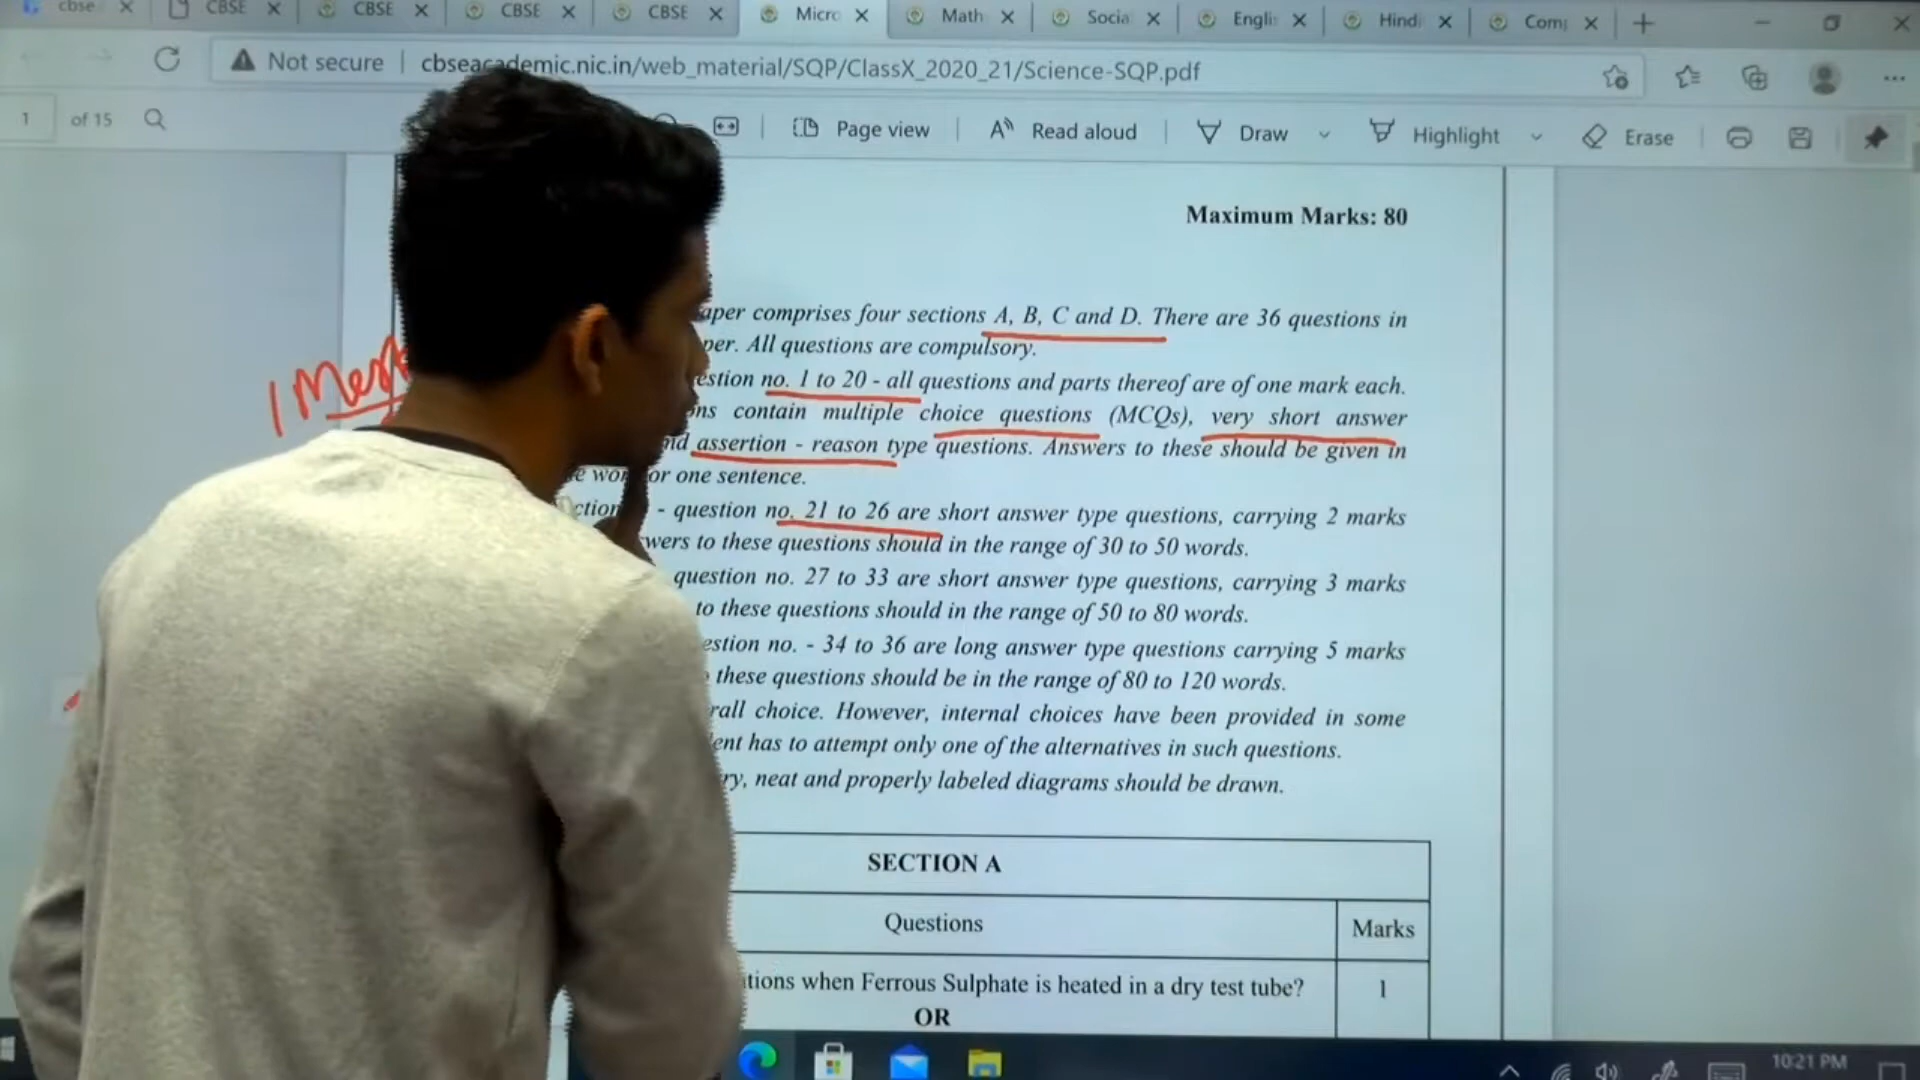 cbse
CBSE
CBSE
CBSE
CBSE
Micro
Math
Socia
Englis
Hindi
Com
Not secure
cbseacademic.nic.in/web_material/SQP/ClassX_2020_21/Science-SQP.pdf
1 of 15
Page view
Read aloud
Draw
Highlight
Erase
Maximum Marks: 80
aper comprises four sections A, B, C and D. There are 36 questions in
per. All questions are compulsory.
estion no. 1 to 20 - all questions and parts thereof are of one mark each.
ns contain multiple choice questions (MCQs), very short answer
nd assertion - reason type questions. Answers to these should be given in
e wor or one sentence.
ction - question no. 21 to 26 are short answer type questions, carrying 2 marks
wers to these questions should in the range of 30 to 50 words.
question no. 27 to 33 are short answer type questions, carrying 3 marks
to these questions should in the range of 50 to 80 words.
estion no. - 34 to 36 are long answer type questions carrying 5 marks
these questions should be in the range of 80 to 120 words.
rall choice. However, internal choices have been provided in some
ent has to attempt only one of the alternatives in such questions.
ry, neat and properly labeled diagrams should be drawn.
1
SECTION A
Questions
Marks
tions when Ferrous Sulphate is heated in a dry test tube?
1
OR
10:21 PM